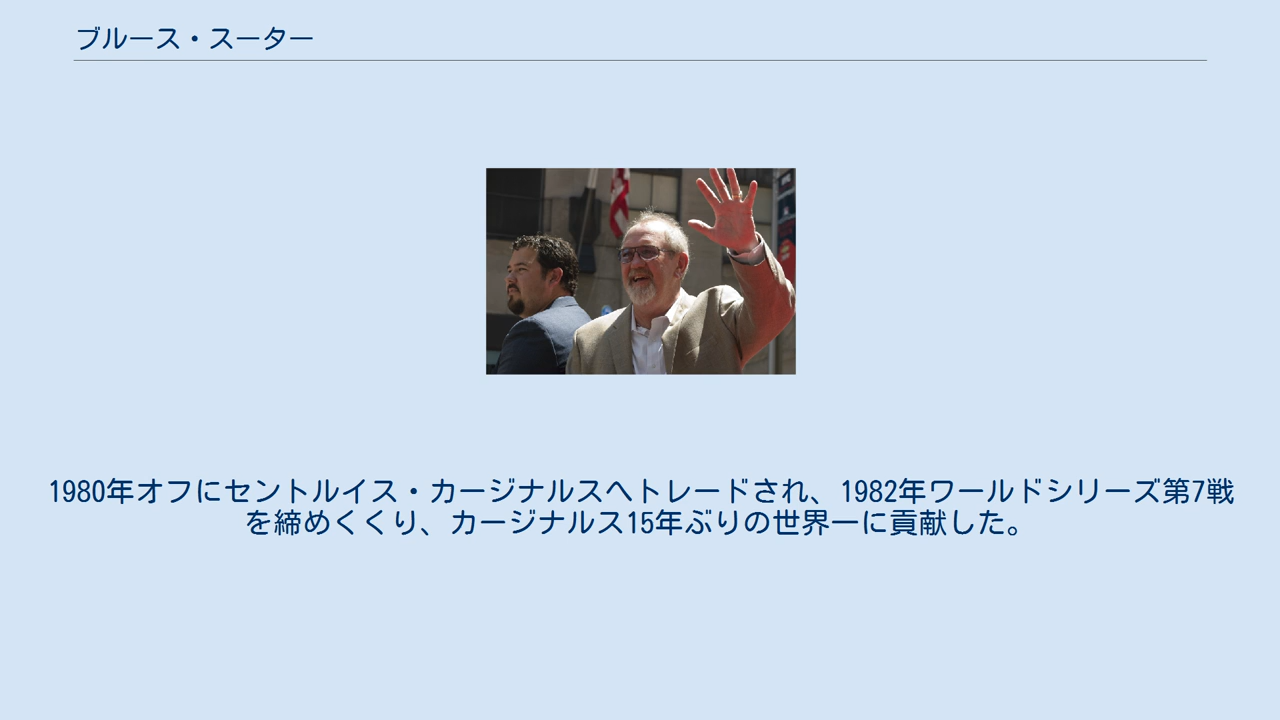 ブルース・スーター
1980年オフにセントルイス・カージナルスへトレードされ、1982年ワールドシリーズ第7戦
を締めくくり、カージナルス15年ぶりの世界一に貢献した。